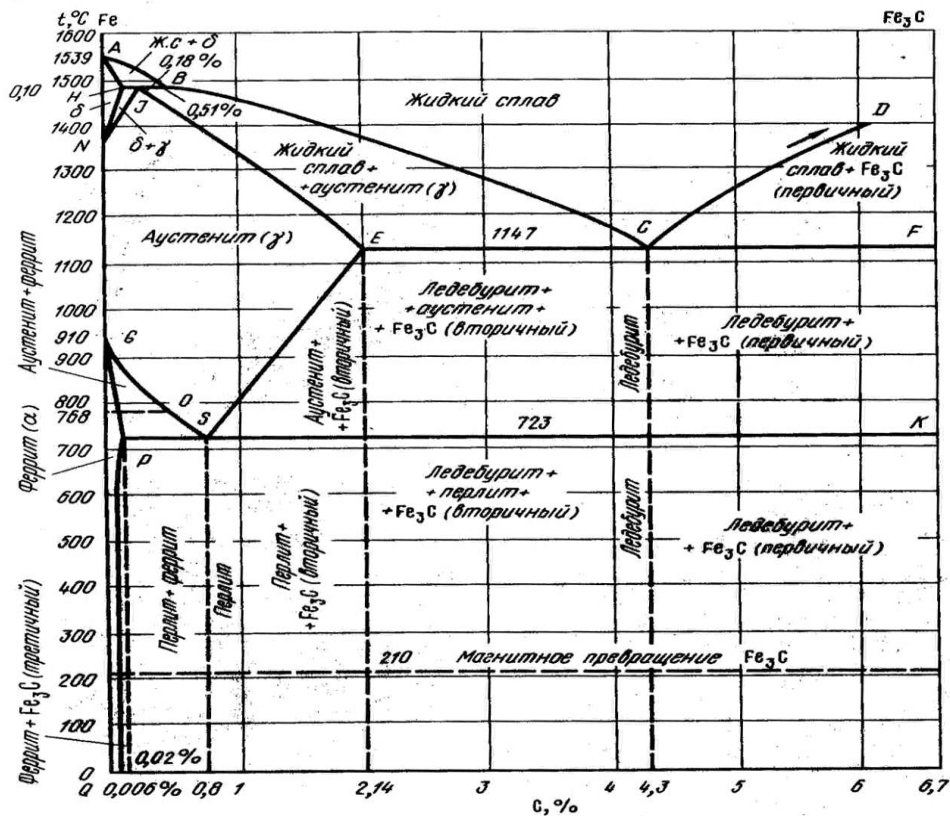 t,°C Fe
Fe₃C
1600
1539
1500
1400
1300
1200
1100
1000
910
900
800
768
700
600
500
400
300
200
100
0
0,10
A
Ж.с + δ
0,18%
H
B
J
0,51%
δ
N
δ+γ
Жидкий сплав
D
Жидкий
сплав+
+аустенит(γ)
Жидкий
сплав+Fe₃C
(первичный)
Аустенит(γ)
E
1147
C
F
Аустенит+феррит
G
Ледебурит+
+аустенит+
+Fe₃C(вторичный)
Аустенит+
+Fe₃C(вторичный)
Ледебурит
Ледебурит+
+Fe₃C(первичный)
O
S
723
K
Феррит(α)
P
Ледебурит+
+перлит+
+Fe₃C(вторичный)
Перлит+феррит
Перлит
Перлит+
+Fe₃C(вторичный)
Ледебурит
Ледебурит+
+Fe₃C(первичный)
210 Магнитное превращение Fe₃C
Феррит+Fe₃C(третичный)
0,02%
Q 0,006% 0,8 1 2,14 3 4 4,3 5 6 6,7
C,%